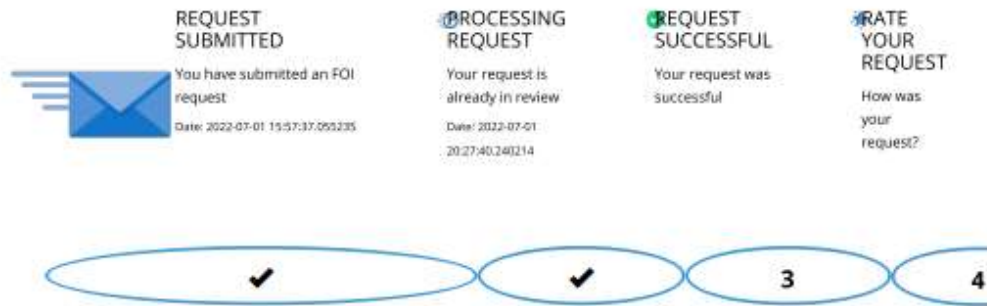 REQUEST
SUBMITTED
You have submitted an FOI
request
Date: 2022-07-01 15:57:37.055235
PROCESSING
REQUEST
Your request is
already in review
Date: 2022-07-01
20:27:40.240214
REQUEST
SUCCESSFUL
Your request was
successful
RATE
YOUR
REQUEST
How was
your
request?
3
4